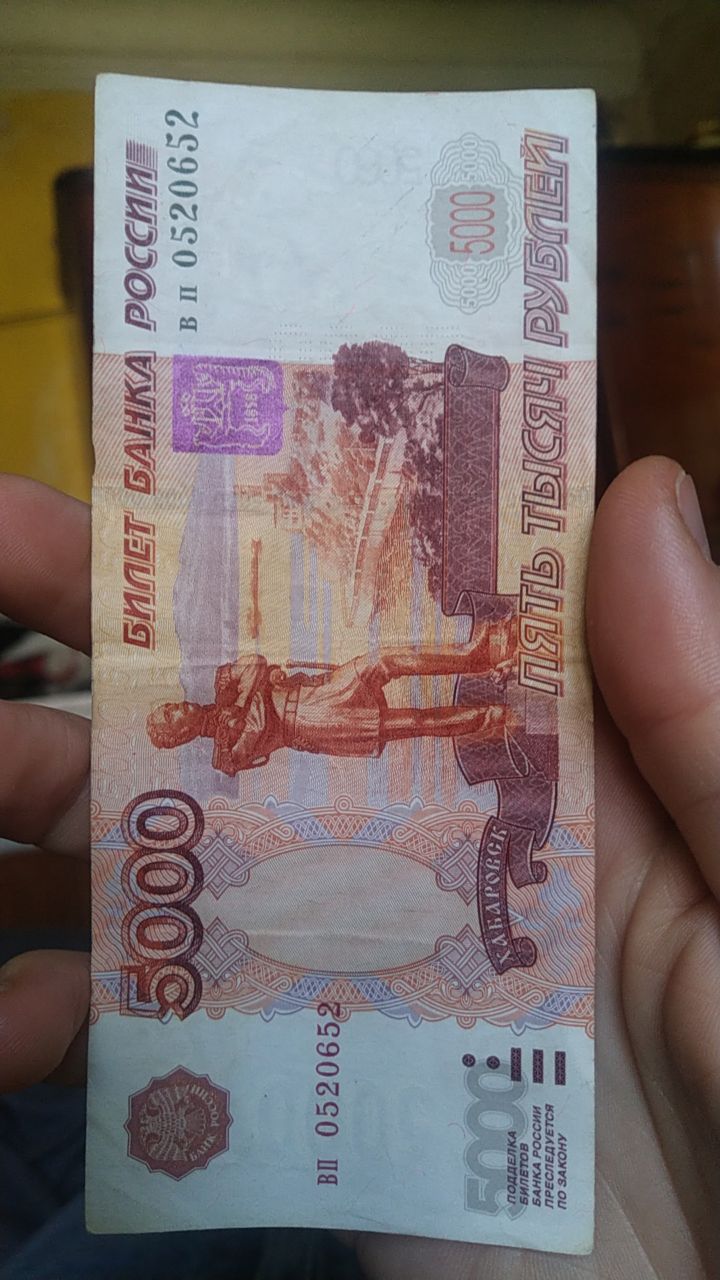 5000
БИЛЕТ БАНКА РОССИИ
БАНК РОССИИ
вп 0520652
1858
ВП 0520652
ХАБАРОВСК
5000
5000 5000 5000
ПОДДЕЛКА
БИЛЕТОВ
БАНКА РОССИИ
ПРЕСЛЕДУЕТСЯ
ПО ЗАКОНУ
ПЯТЬ ТЫСЯЧ РУБЛЕЙ